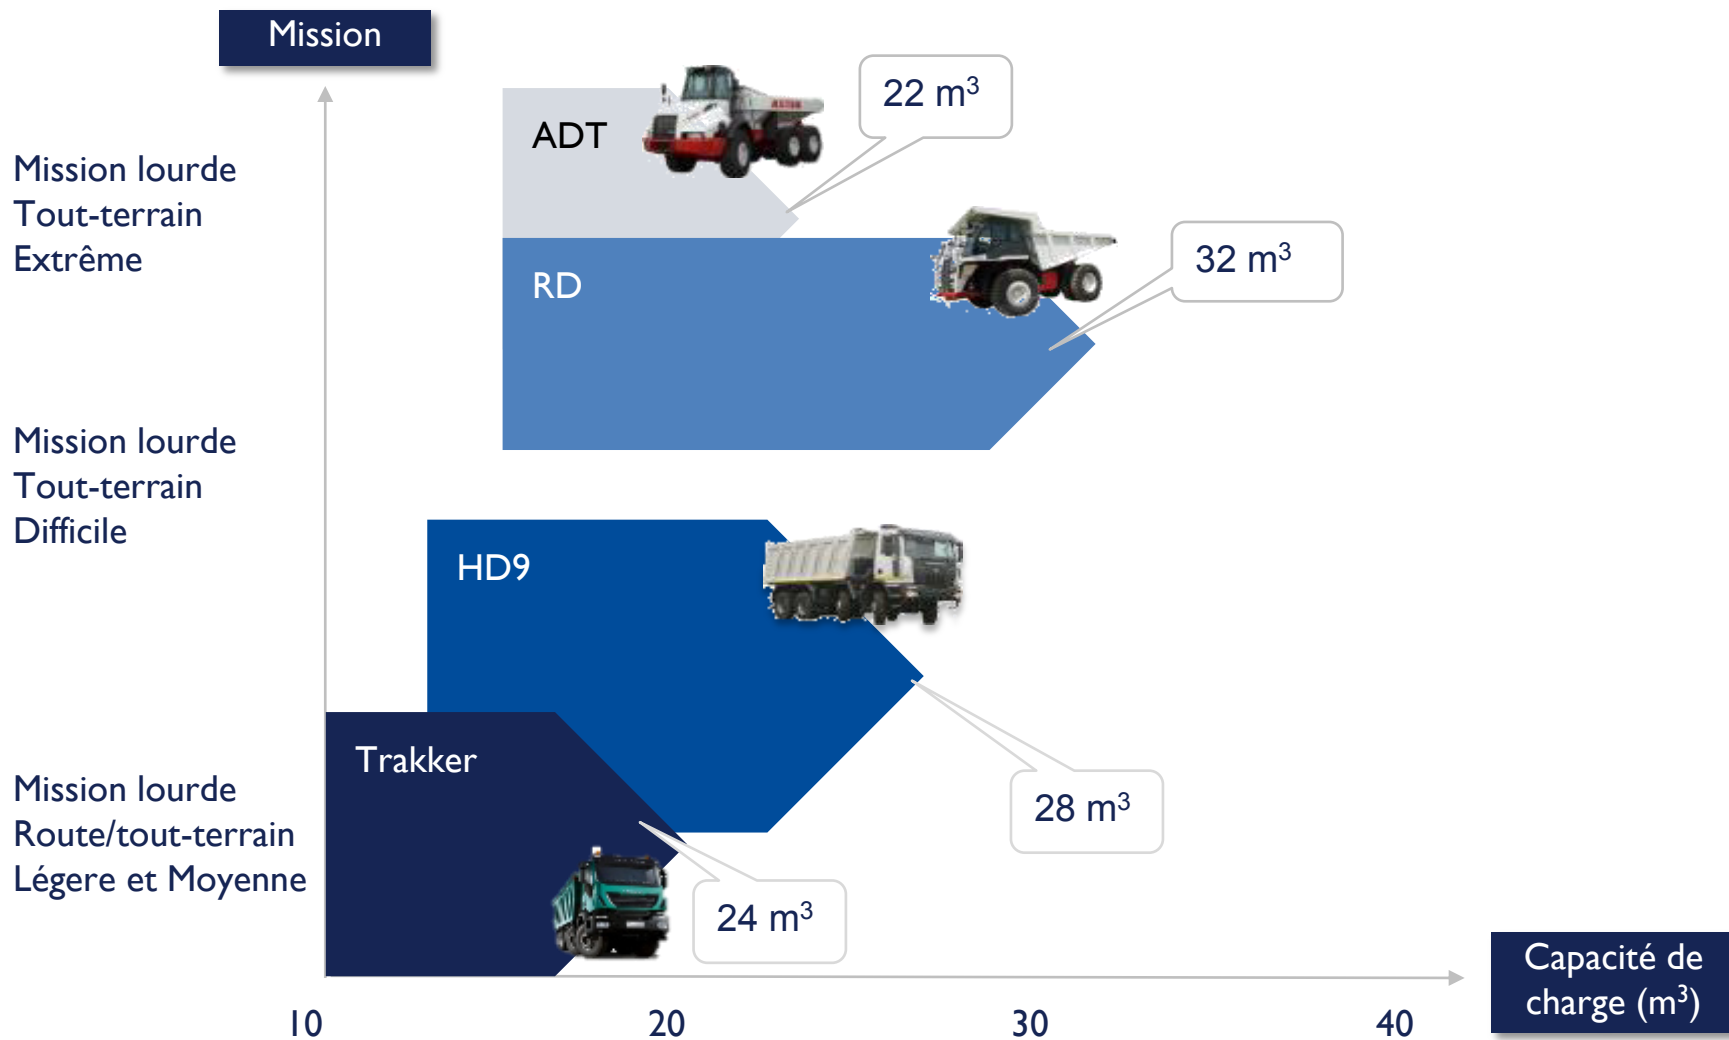 Mission
22 m³
ADT
ASTRA
Mission lourde
Tout-terrain
Extrême
32 m³
RD
Mission lourde
Tout-terrain
Difficile
HD9
Trakker
28 m³
Mission lourde
Route/tout-terrain
Légere et Moyenne
24 m³
Capacité de
charge (m³)
10 20 30 40